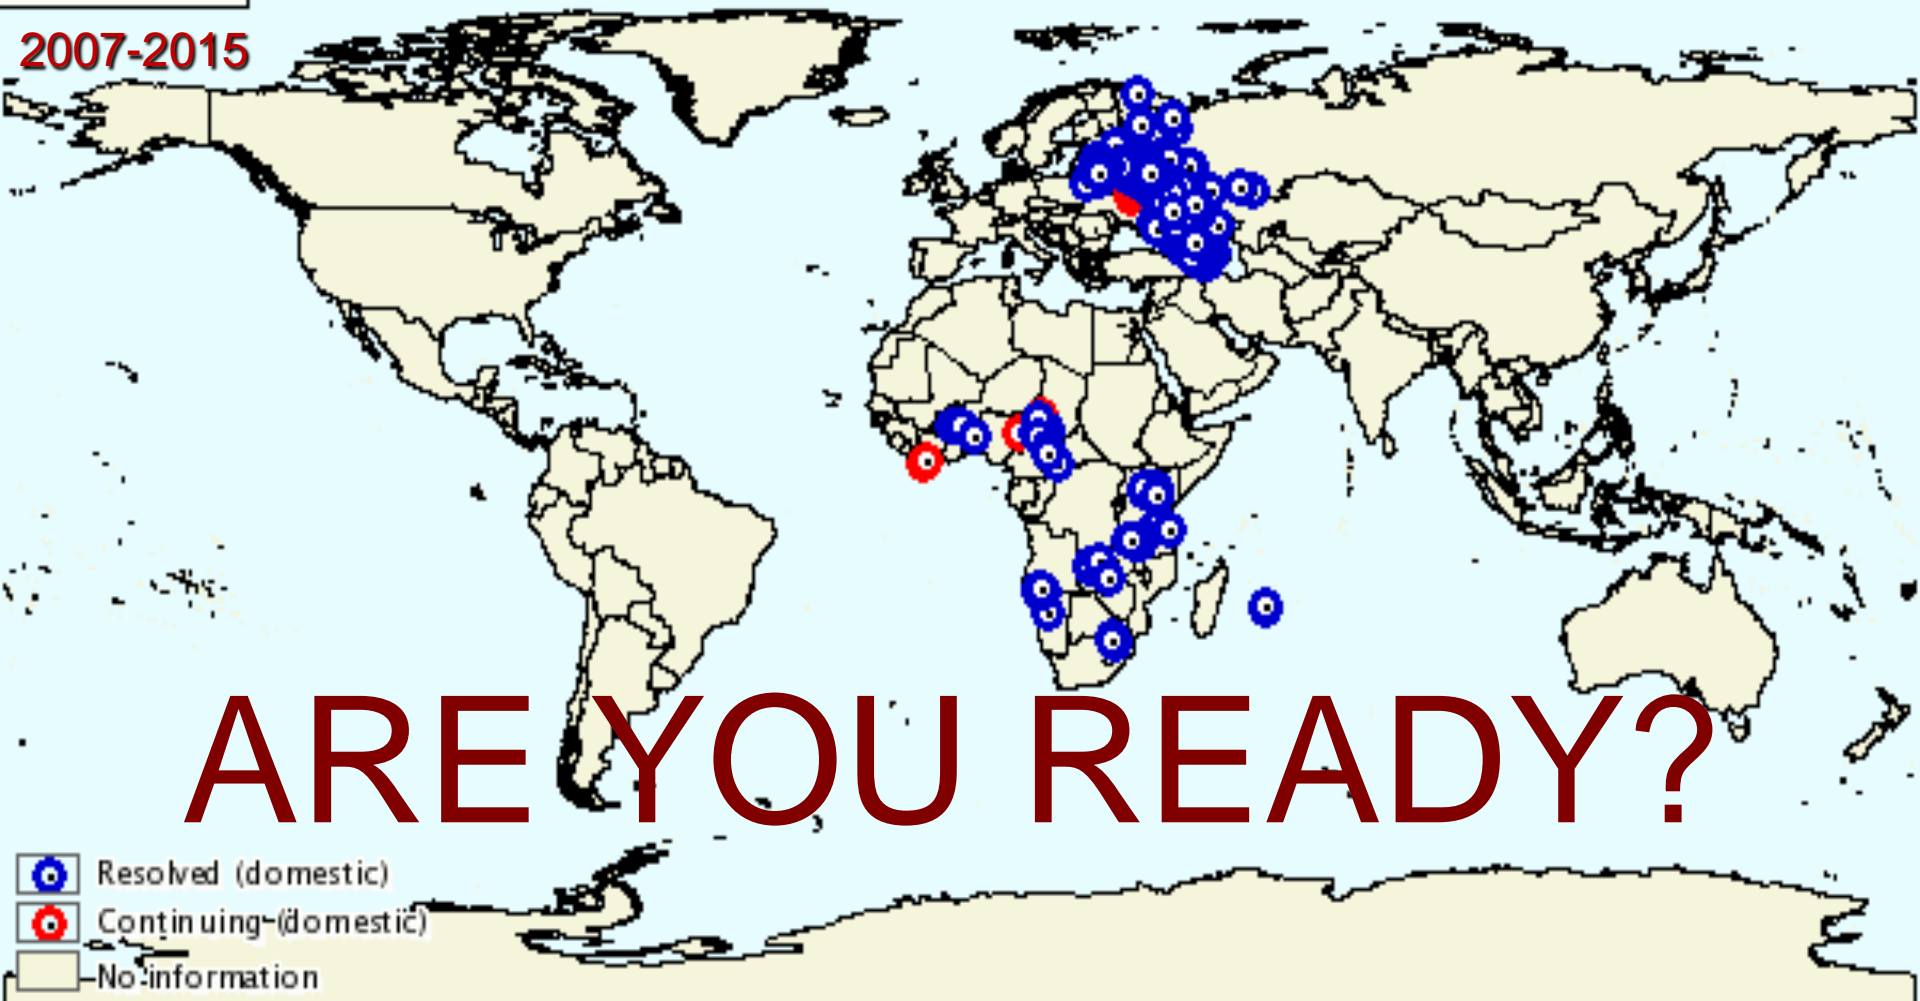 2007-2015
ARE YOU READY?
Resolved (domestic)
Continuing (domestic)
No information